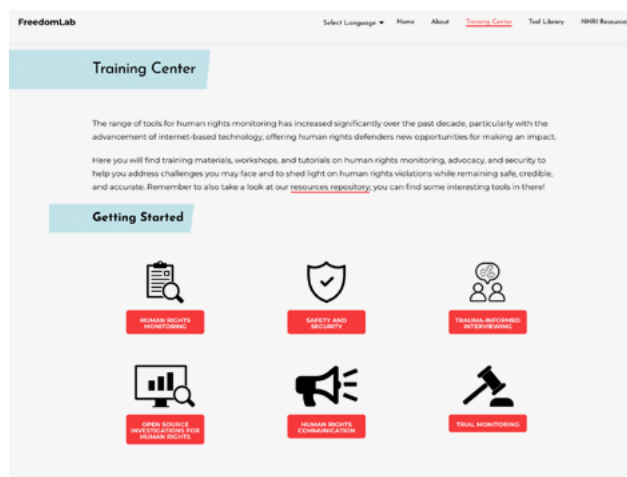 FreedomLab
Select Language ▼ Home About Training Center Tool Library NHRI Resources
Training Center
The range of tools for human rights monitoring has increased significantly over the past decade, particularly with the
advancement of internet-based technology, offering human rights defenders new opportunities for making an impact.
Here you will find training materials, workshops, and tutorials on human rights monitoring, advocacy, and security to
help you address challenges you may face and to shed light on human rights violations while remaining safe, credible,
and accurate. Remember to also take a look at our resources repository, you can find some interesting tools in there!
Getting Started
HUMAN RIGHTS
MONITORING
SAFETY AND
SECURITY
TRAUMA-INFORMED
INTERVIEWING
OPEN SOURCE
INVESTIGATIONS FOR
HUMAN RIGHTS
HUMAN RIGHTS
COMMUNICATION
TRIAL MONITORING